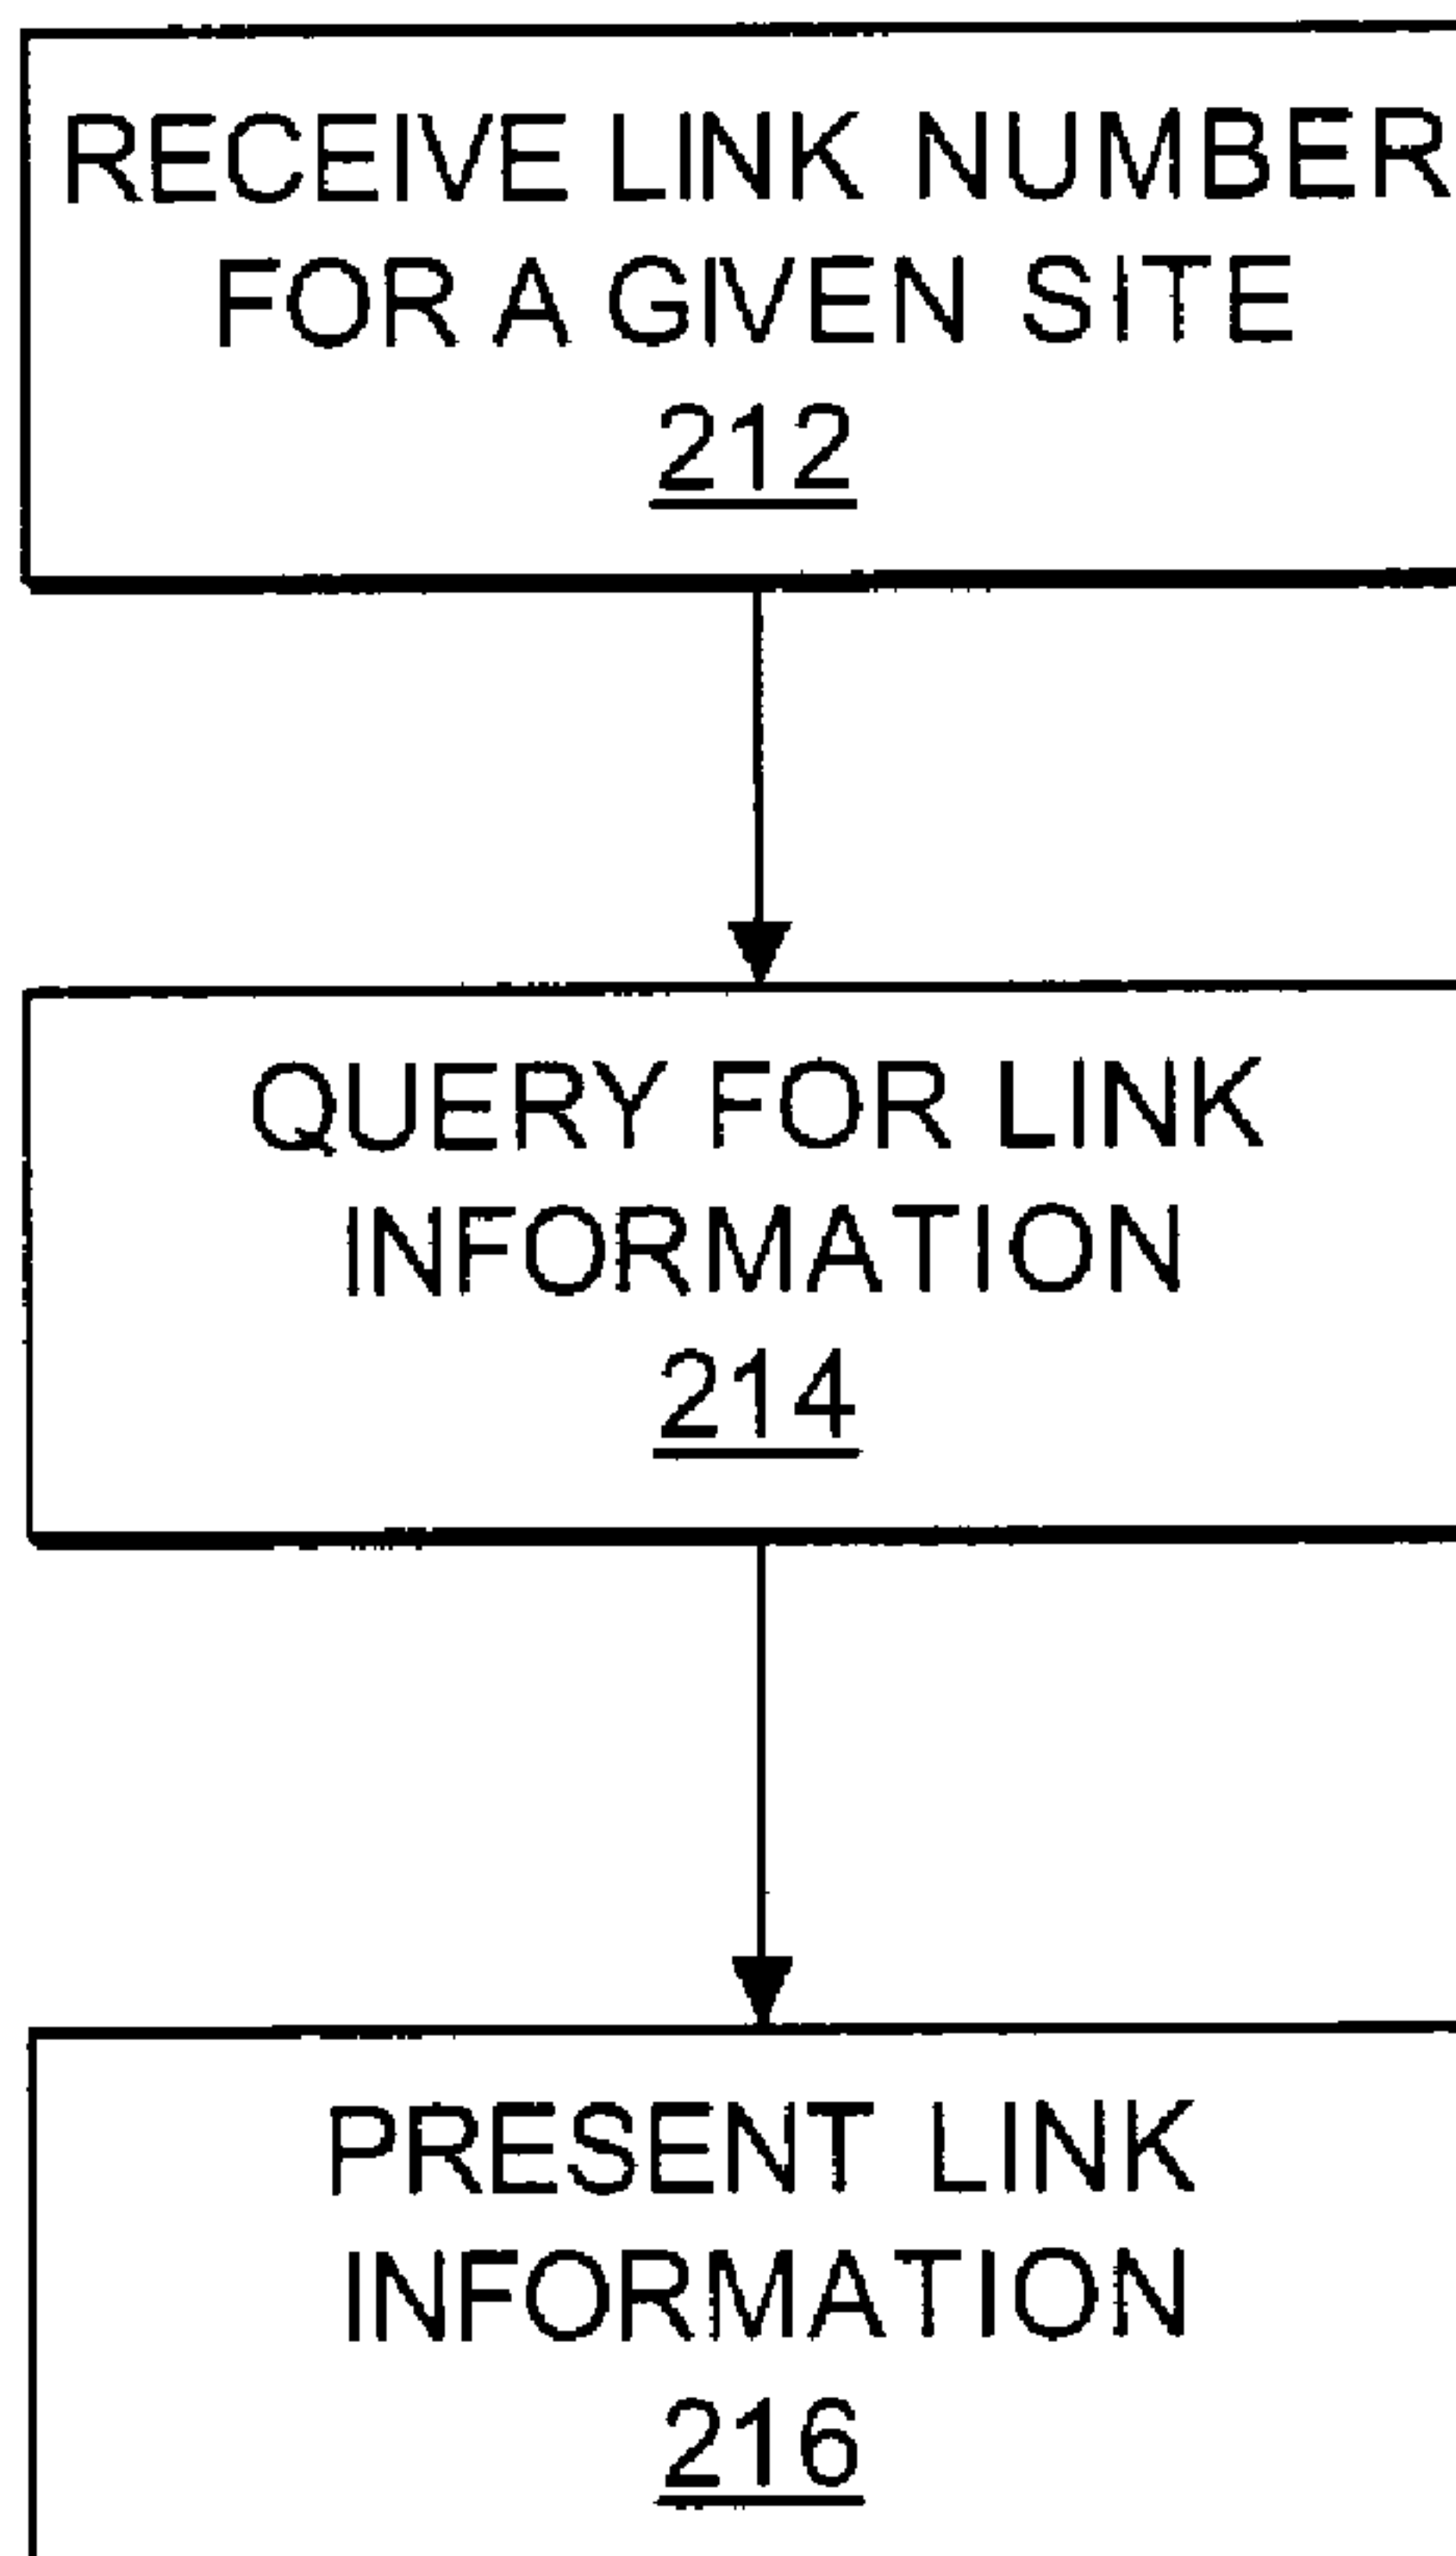 RECEIVE LINK NUMBER
FOR A GIVEN SITE
212
QUERY FOR LINK
INFORMATION
214
PRESENT LINK
INFORMATION
216